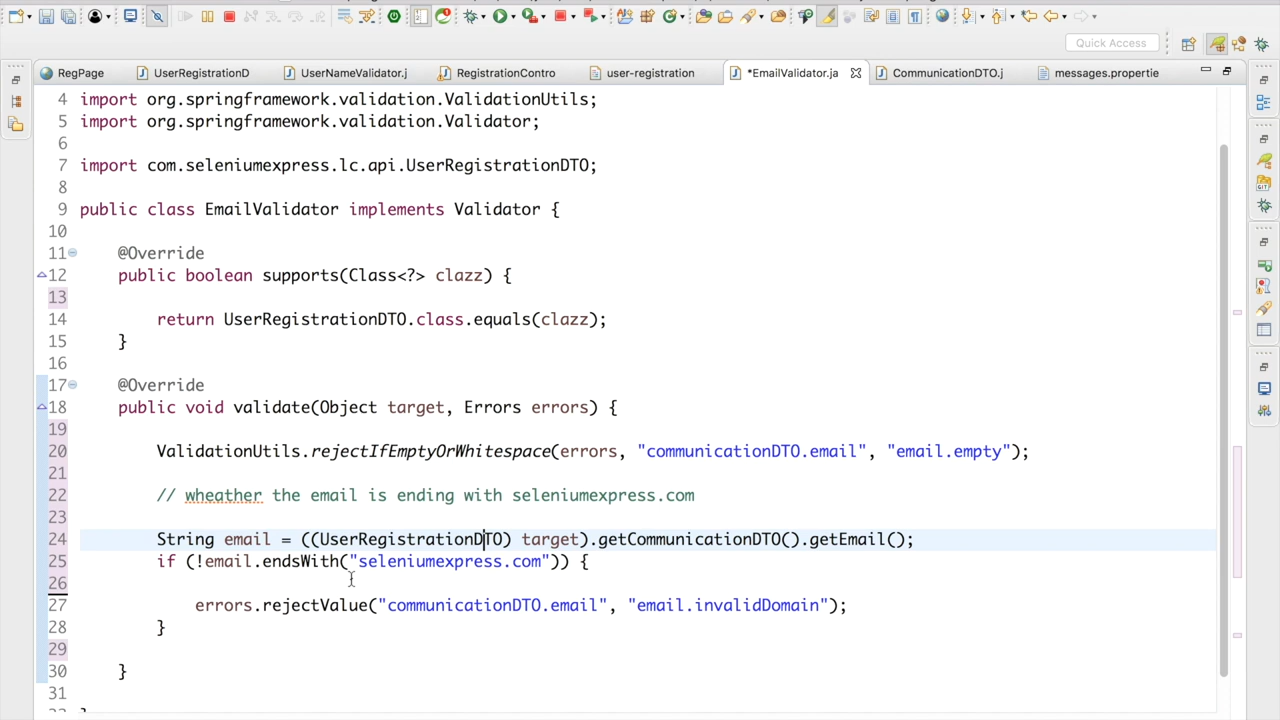 Quick Access
RegPage
UserRegistrationD
UserNameValidator.j
RegistrationContro
user-registration
*EmailValidator.ja
CommunicationDTO.j
messages.propertie
4 import org.springframework.validation.ValidationUtils;
5 import org.springframework.validation.Validator;
6
7 import com.seleniumexpress.lc.api.UserRegistrationDTO;
8
9 public class EmailValidator implements Validator {
10
11 @Override
12 public boolean supports(Class<?> clazz) {
13
14 return UserRegistrationDTO.class.equals(clazz);
15 }
16
17 @Override
18 public void validate(Object target, Errors errors) {
19
20 ValidationUtils.rejectIfEmptyOrWhitespace(errors, "communicationDTO.email", "email.empty");
21
22 // wheather the email is ending with seleniumexpress.com
23
24 String email = ((UserRegistrationDTO) target).getCommunicationDTO().getEmail();
25 if (!email.endsWith("seleniumexpress.com")) {
26
27 errors.rejectValue("communicationDTO.email", "email.invalidDomain");
28 }
29
30 }
31